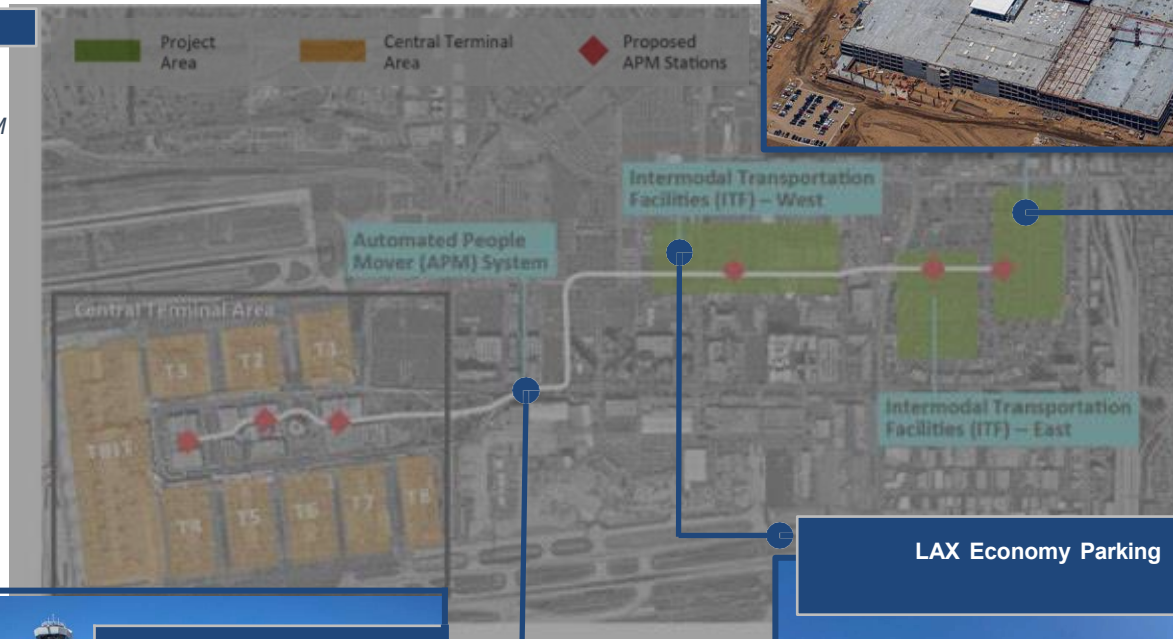 Project
Area
Central Terminal
Area
Proposed
APM Stations
M
Intermodal Transportation
Facilities (ITF) – West
Automated People
Mover (APM) System
Central Terminal Area
T3
T2
T1
TBIT
T4
T5
T6
T7
T8
Intermodal Transportation
Facilities (ITF) – East
LAX Economy Parking